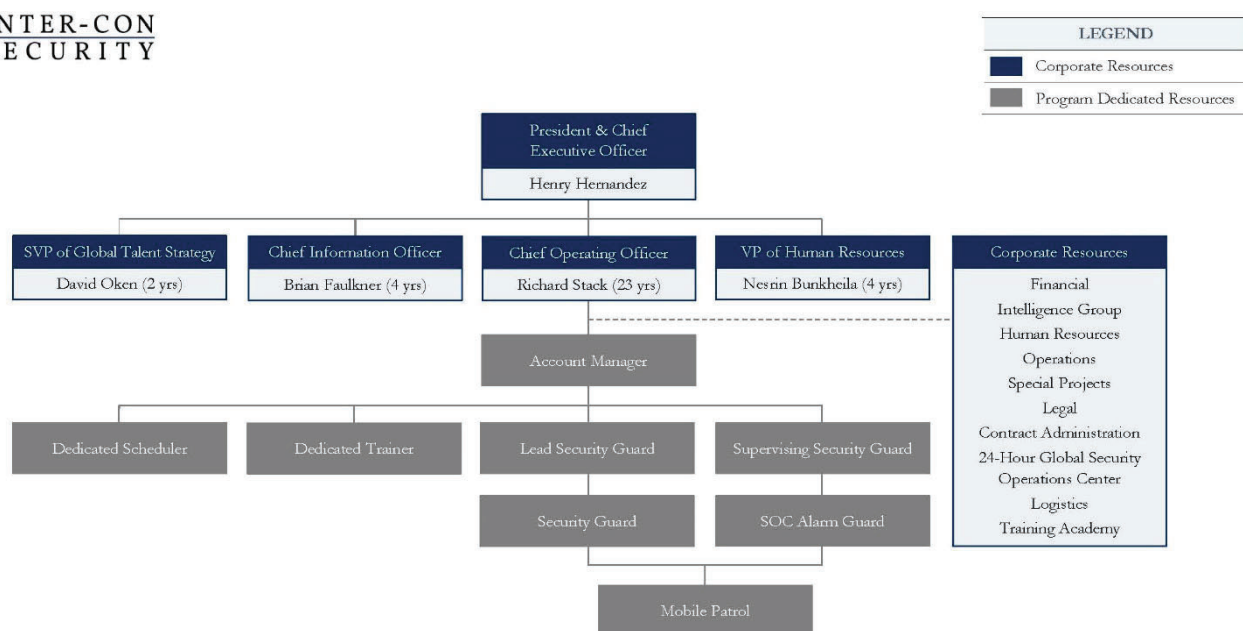 NTER-CON
ECURITY
LEGEND
Corporate Resources
Program Dedicated Resources
President & Chief
Executive Officer
Henry Hernandez
SVP of Global Talent Strategy
David Oken (2 yrs)
Chief Information Officer
Brian Faulkner (4 yrs)
Chief Operating Officer
Richard Stack (23 yrs)
VP of Human Resources
Nesrin Bunkheila (4 yrs)
Corporate Resources
Financial
Intelligence Group
Human Resources
Operations
Special Projects
Legal
Contract Administration
24-Hour Global Security
Operations Center
Logistics
Training Academy
Account Manager
Dedicated Scheduler
Dedicated Trainer
Lead Security Guard
Supervising Security Guard
Security Guard
SOC Alarm Guard
Mobile Patrol